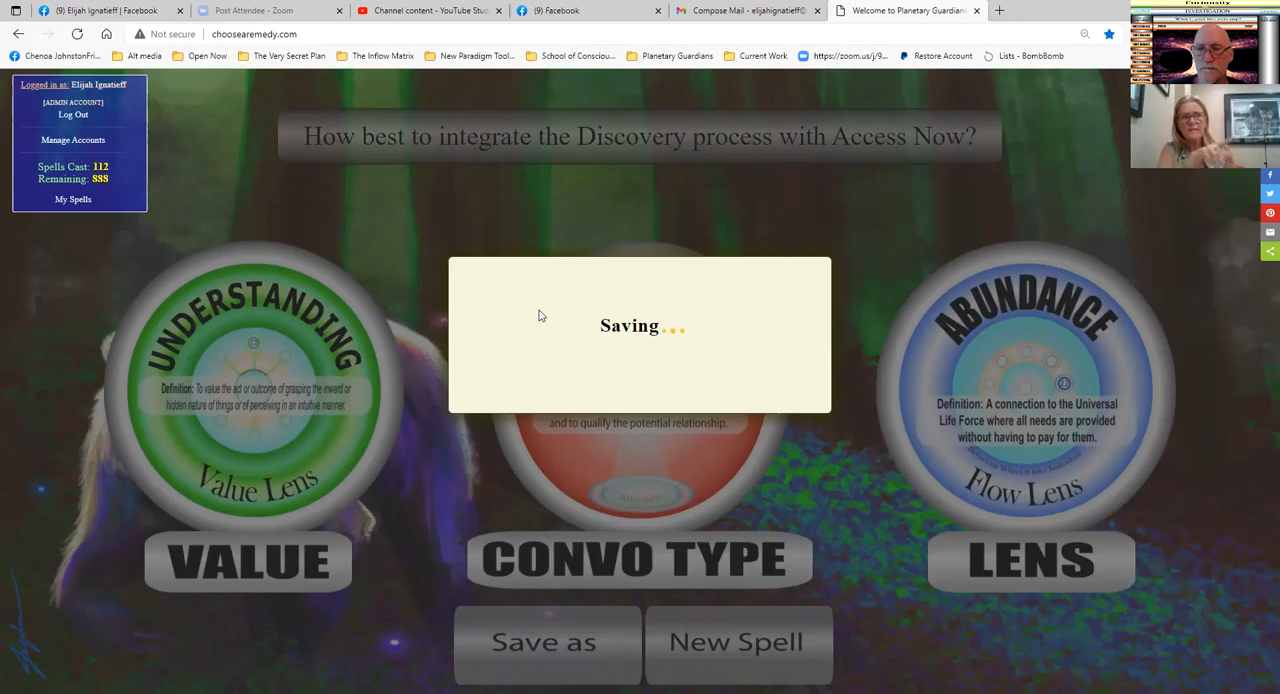 (9) Elijah Ignatieff | Facebook
Post Attendee - Zoom
Channel content - YouTube Stud
(9) Facebook
Compose Mail - elijahignatieff@
Welcome to Planetary Guardians
Not secure
choosearemedy.com
Chenoa JohnstonFri...
Alt media
Open Now
The Very Secret Plan
The Inflow Matrix
New Paradigm Tool...
School of Consciou...
Planetary Guardians
Current Work
https://zoom.us/j/9...
Restore Account
Lists - BombBomb
Curiousity
INVESTIGATION
Logged in as: Elijah Ignatieff
[ADMIN ACCOUNT]
Log Out
Manage Accounts
Spells Cast: 112
Remaining: 888
My Spells
How best to integrate the Discovery process with Access Now?
UNDERSTANDING
Definition: To value the act or outcome of grasping the inward or
hidden nature of things or of perceiving in an intuitive manner.
Value Lens
VALUE
Saving...
and to qualify the potential relationship.
Attention
CONVO TYPE
ABUNDANCE
Definition: A connection to the Universal
Life Force where all needs are provided
without having to pay for them.
Flow Lens
LENS
Save as
New Spell